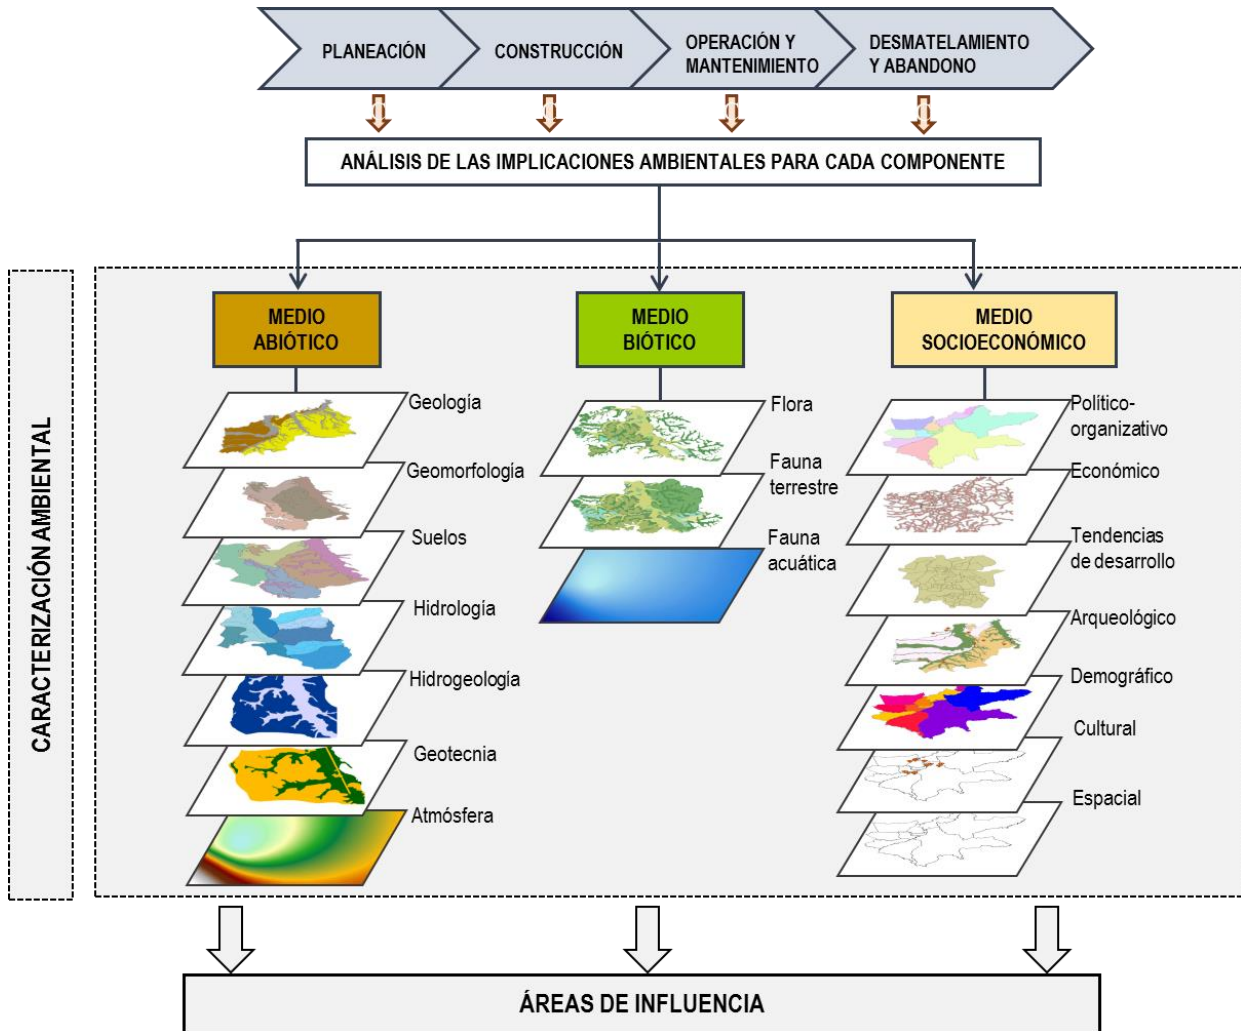 PLANEACIÓN
CONSTRUCCIÓN
OPERACIÓN Y
MANTENIMIENTO
DESMATELAMIENTO
Y ABANDONO
ANÁLISIS DE LAS IMPLICACIONES AMBIENTALES PARA CADA COMPONENTE
CARACTERIZACIÓN AMBIENTAL
MEDIO
ABIÓTICO
Geología
Geomorfología
Suelos
Hidrología
Hidrogeología
Geotecnia
Atmósfera
MEDIO
BIÓTICO
Flora
Fauna
terrestre
Fauna
acuática
MEDIO
SOCIOECONÓMICO
Político-
organizativo
Económico
Tendencias
de desarrollo
Arqueológico
Demográfico
Cultural
Espacial
ÁREAS DE INFLUENCIA